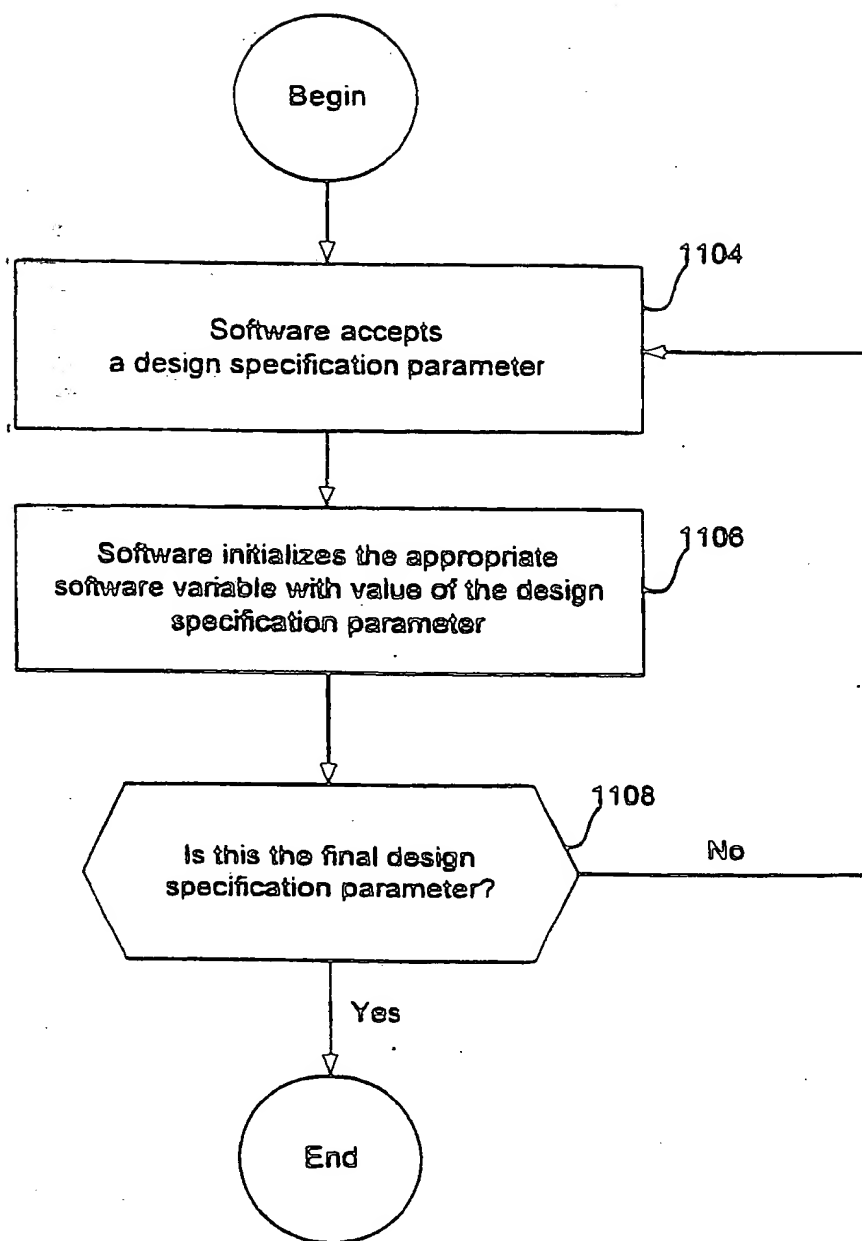 Begin
1104
Software accepts
a design specification parameter
1106
Software initializes the appropriate
software variable with value of the design
specification parameter
1108
Is this the final design
specification parameter?
No
Yes
End